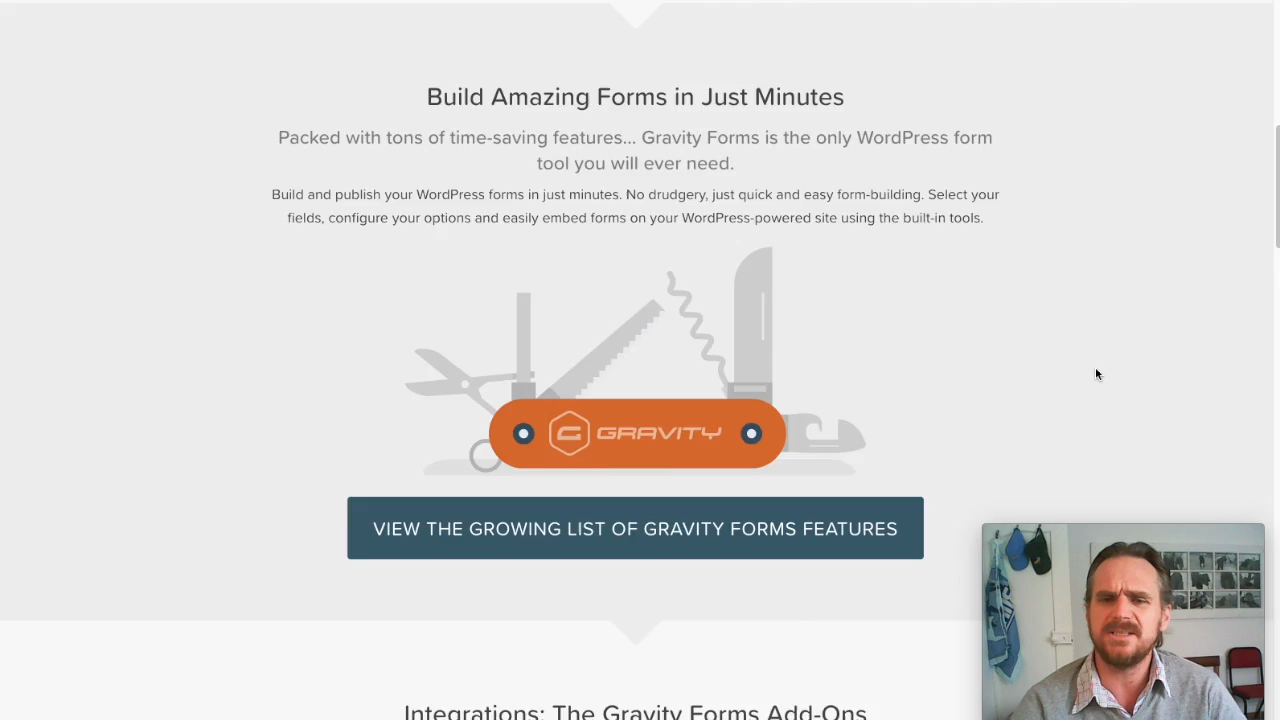 Build Amazing Forms in Just Minutes
Packed with tons of time-saving features... Gravity Forms is the only WordPress form
tool you will ever need.
Build and publish your WordPress forms in just minutes. No drudgery, just quick and easy form-building. Select your
fields, configure your options and easily embed forms on your WordPress-powered site using the built-in tools.
GRAVITY
VIEW THE GROWING LIST OF GRAVITY FORMS FEATURES
Integrations: The Gravity Forms Add-Ons